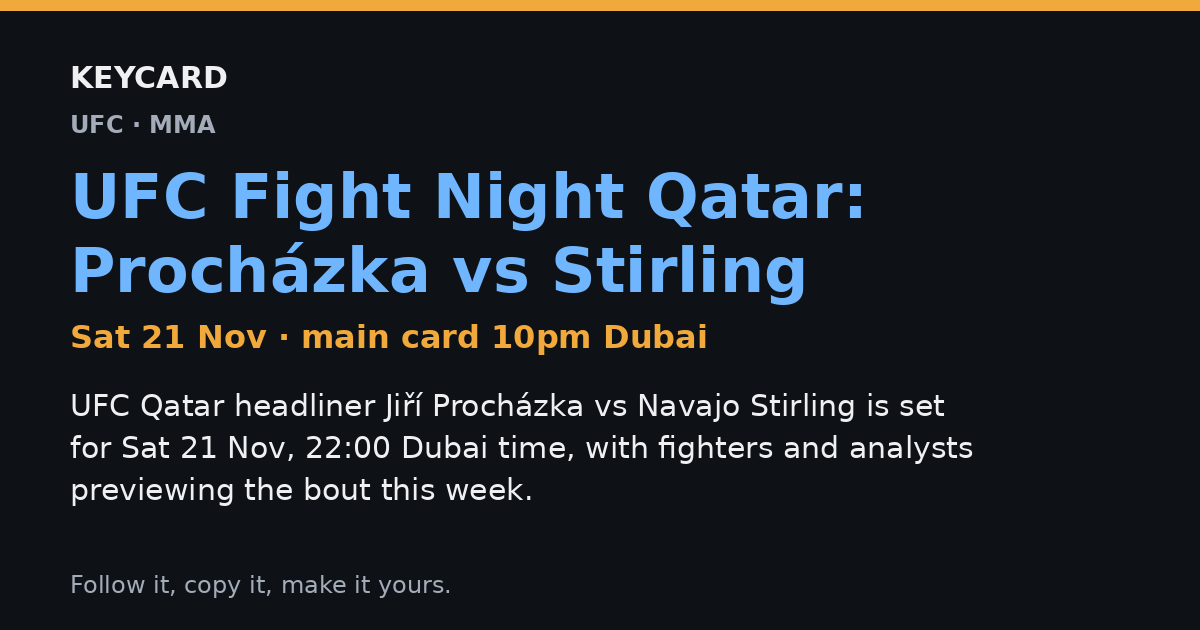 KEYCARD
UFC · MMA
UFC Fight Night Qatar:
Procházka vs Stirling
Sat 21 Nov · main card 10pm Dubai
UFC Qatar headliner Jiří Procházka vs Navajo Stirling is set
for Sat 21 Nov, 22:00 Dubai time, with fighters and analysts
previewing the bout this week.
Follow it, copy it, make it yours.